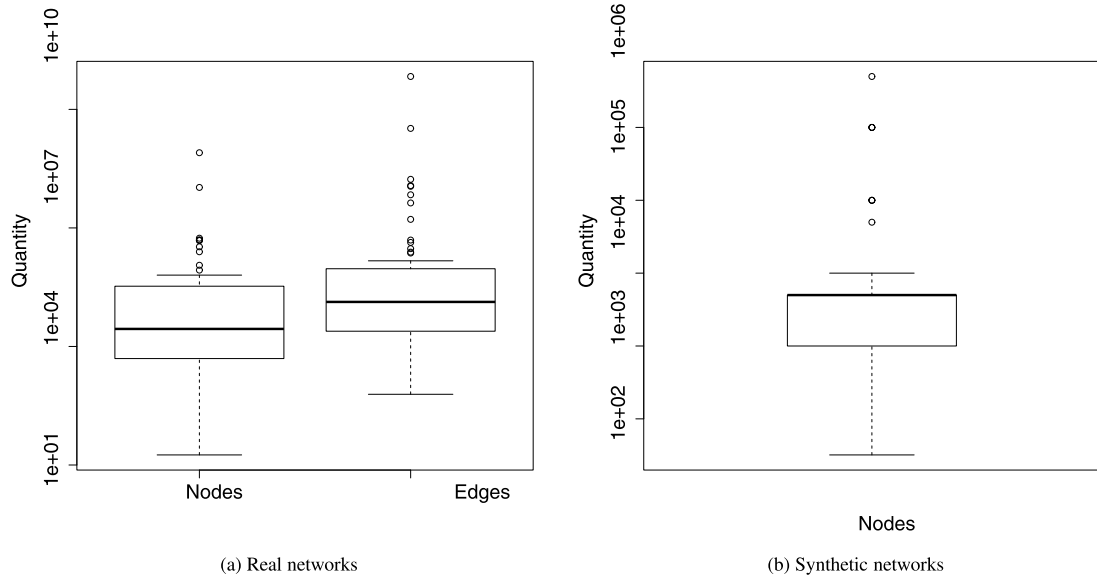 1e+10
1e+07
1e+04
1e+01
Quantity
Nodes
Edges
(a) Real networks
1e+06
1e+05
1e+04
1e+03
1e+02
Quantity
Nodes
(b) Synthetic networks